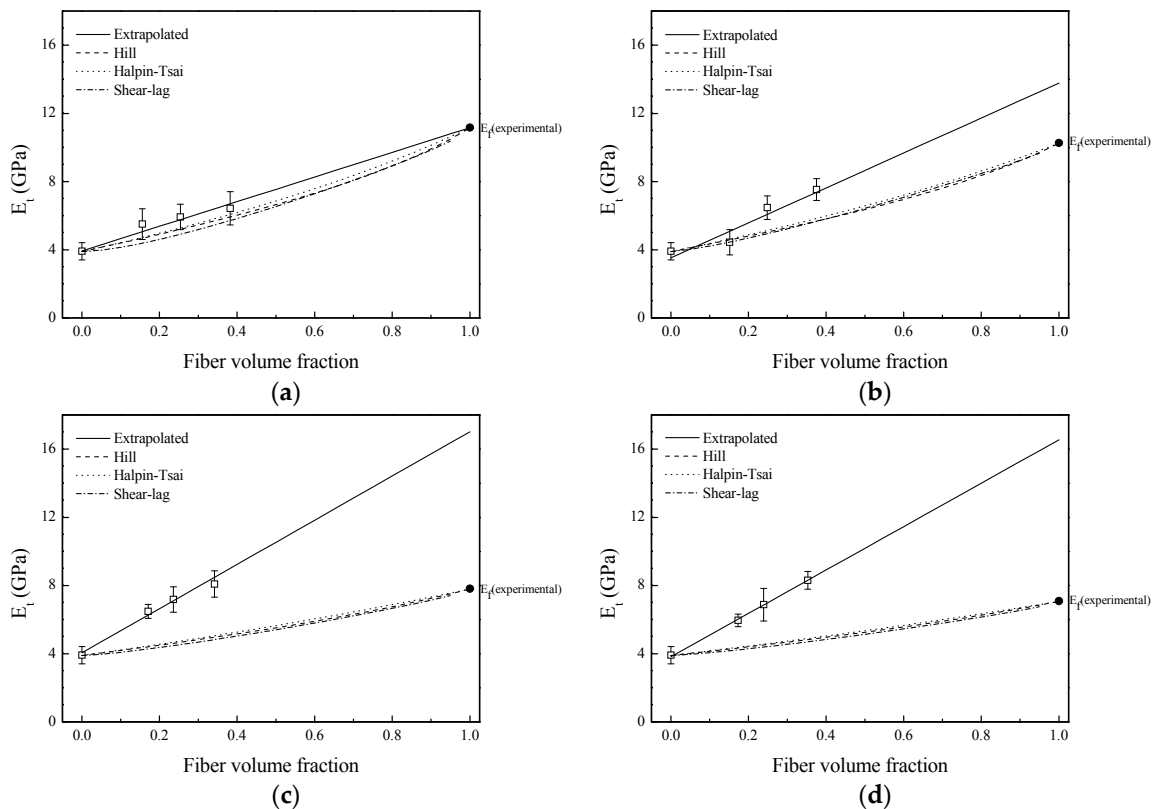 Extrapolated
Hill
Halpin-Tsai
Shear-lag
E_f(experimental)
E_t (GPa)
16
12
8
4
0
0.0 0.2 0.4 0.6 0.8 1.0
Fiber volume fraction
(a)
Extrapolated
Hill
Halpin-Tsai
Shear-lag
E_f(experimental)
E_t (GPa)
16
12
8
4
0
0.0 0.2 0.4 0.6 0.8 1.0
Fiber volume fraction
(b)
Extrapolated
Hill
Halpin-Tsai
Shear-lag
E_f(experimental)
E_t (GPa)
16
12
8
4
0
0.0 0.2 0.4 0.6 0.8 1.0
Fiber volume fraction
(c)
Extrapolated
Hill
Halpin-Tsai
Shear-lag
E_f(experimental)
E_t (GPa)
16
12
8
4
0
0.0 0.2 0.4 0.6 0.8 1.0
Fiber volume fraction
(d)